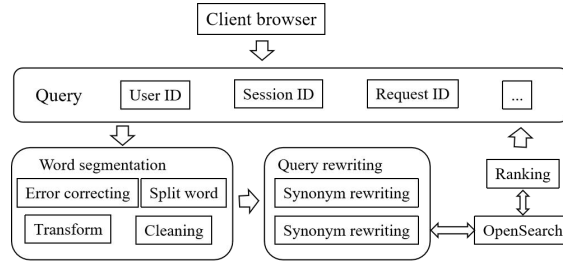 Client browser
Query
User ID
Session ID
Request ID
...
Word segmentation
Error correcting
Split word
Transform
Cleaning
Query rewriting
Synonym rewriting
Synonym rewriting
Ranking
OpenSearch